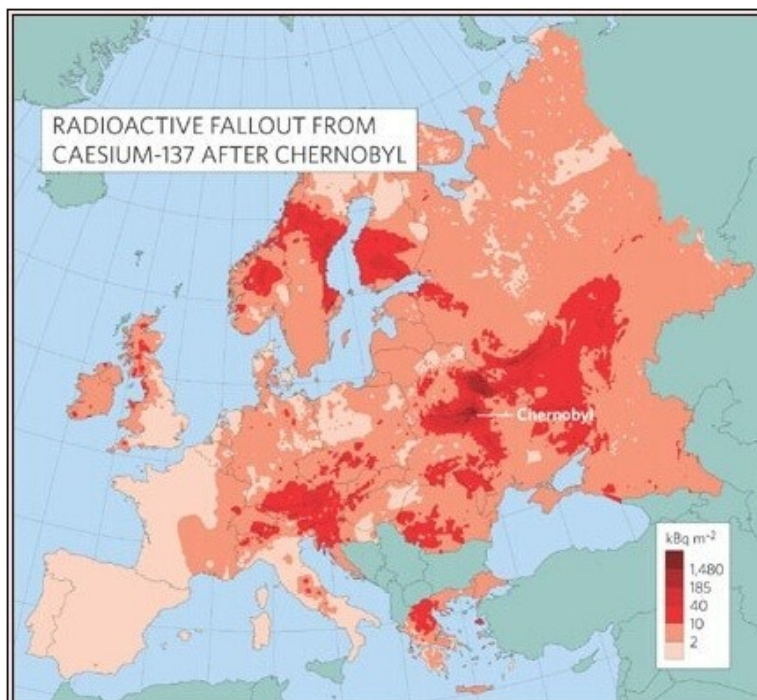 RADIOACTIVE FALLOUT FROM
CAESIUM-137 AFTER CHERNOBYL
Chernobyl
kBq m⁻²
1,480
185
40
10
2